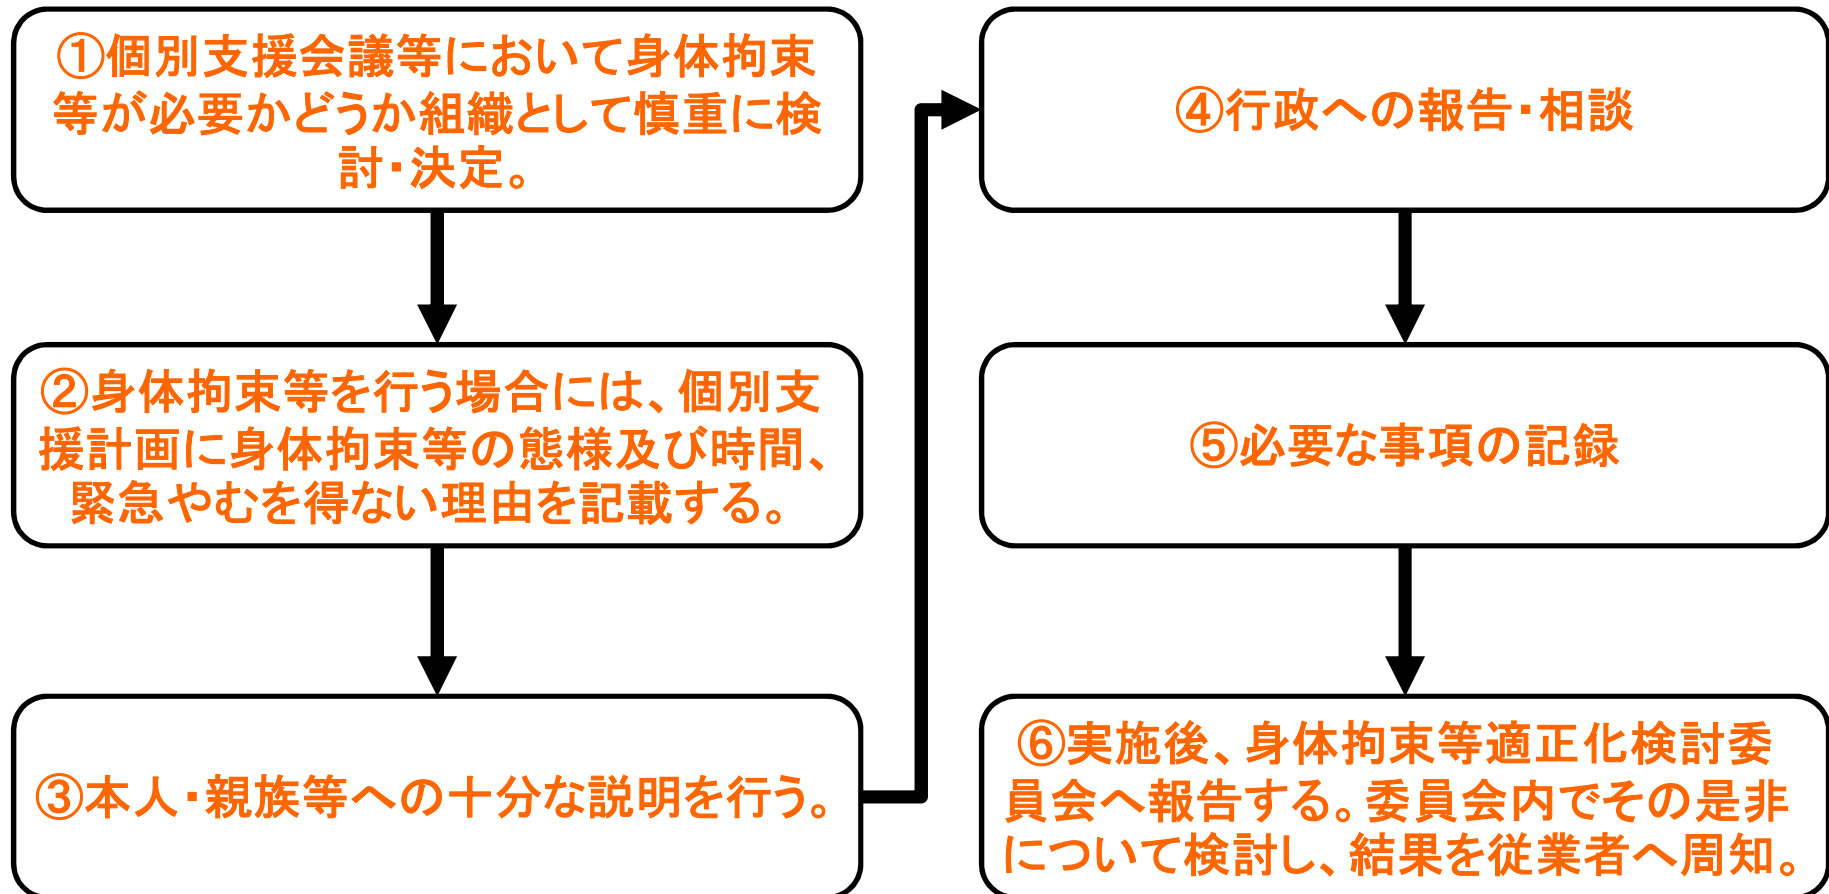 ①個別支援会議等において身体拘束
等が必要かどうか組織として慎重に検
討・決定。
②身体拘束等を行う場合には、個別支
援計画に身体拘束等の態様及び時間、
緊急やむを得ない理由を記載する。
③本人・親族等への十分な説明を行う。
④行政への報告・相談
⑤必要な事項の記録
⑥実施後、身体拘束等適正化検討委
員会へ報告する。委員会内でその是非
について検討し、結果を従業者へ周知。